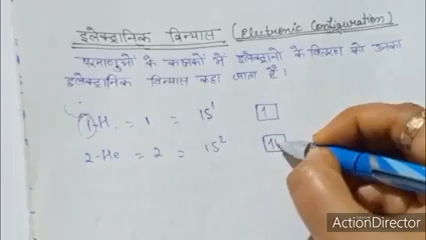 इलेक्ट्रानिक विन्यास (Electronic Configuration)
परमाणुओं के कक्षकों में इलेक्ट्रानो के वितरण को उनका
इलेक्ट्रानिक विन्यास कहा जाता है।
1-H = 1 = 1S¹ 1
2-He = 2 = 1S²
ActionDirector